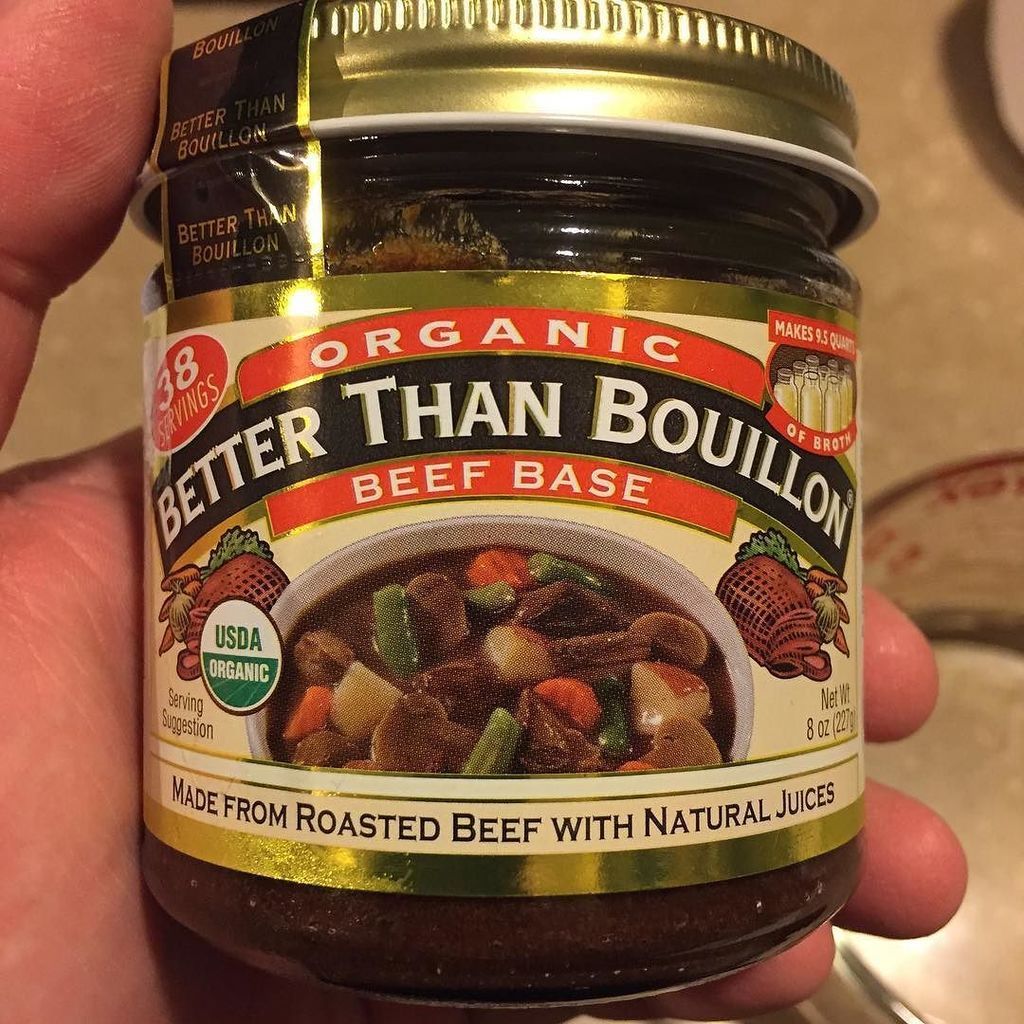 BOUILLON
BETTER THAN
BOUILLON
BETTER THAN
BOUILLON
38
SERVINGS
ORGANIC
MAKES 9.5 QUARTS
OF BROTH
BETTER THAN BOUILLON®
BEEF BASE
USDA
ORGANIC
Serving
Suggestion
Net Wt
8 oz (227g)
MADE FROM ROASTED BEEF WITH NATURAL JUICES